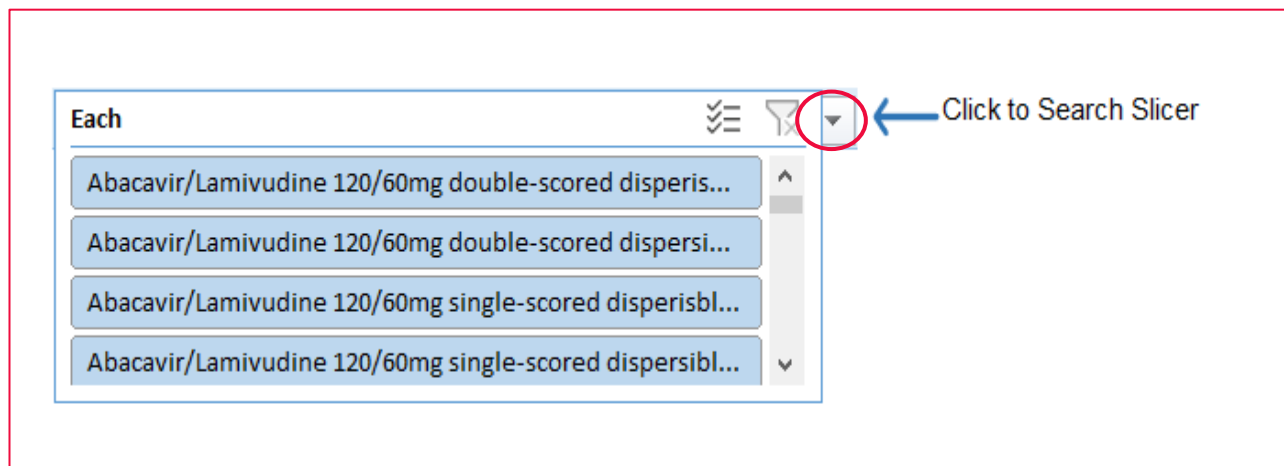 Each
Click to Search Slicer
Abacavir/Lamivudine 120/60mg double-scored disperis...
Abacavir/Lamivudine 120/60mg double-scored dispersi...
Abacavir/Lamivudine 120/60mg single-scored disperisbl...
Abacavir/Lamivudine 120/60mg single-scored dispersibl...